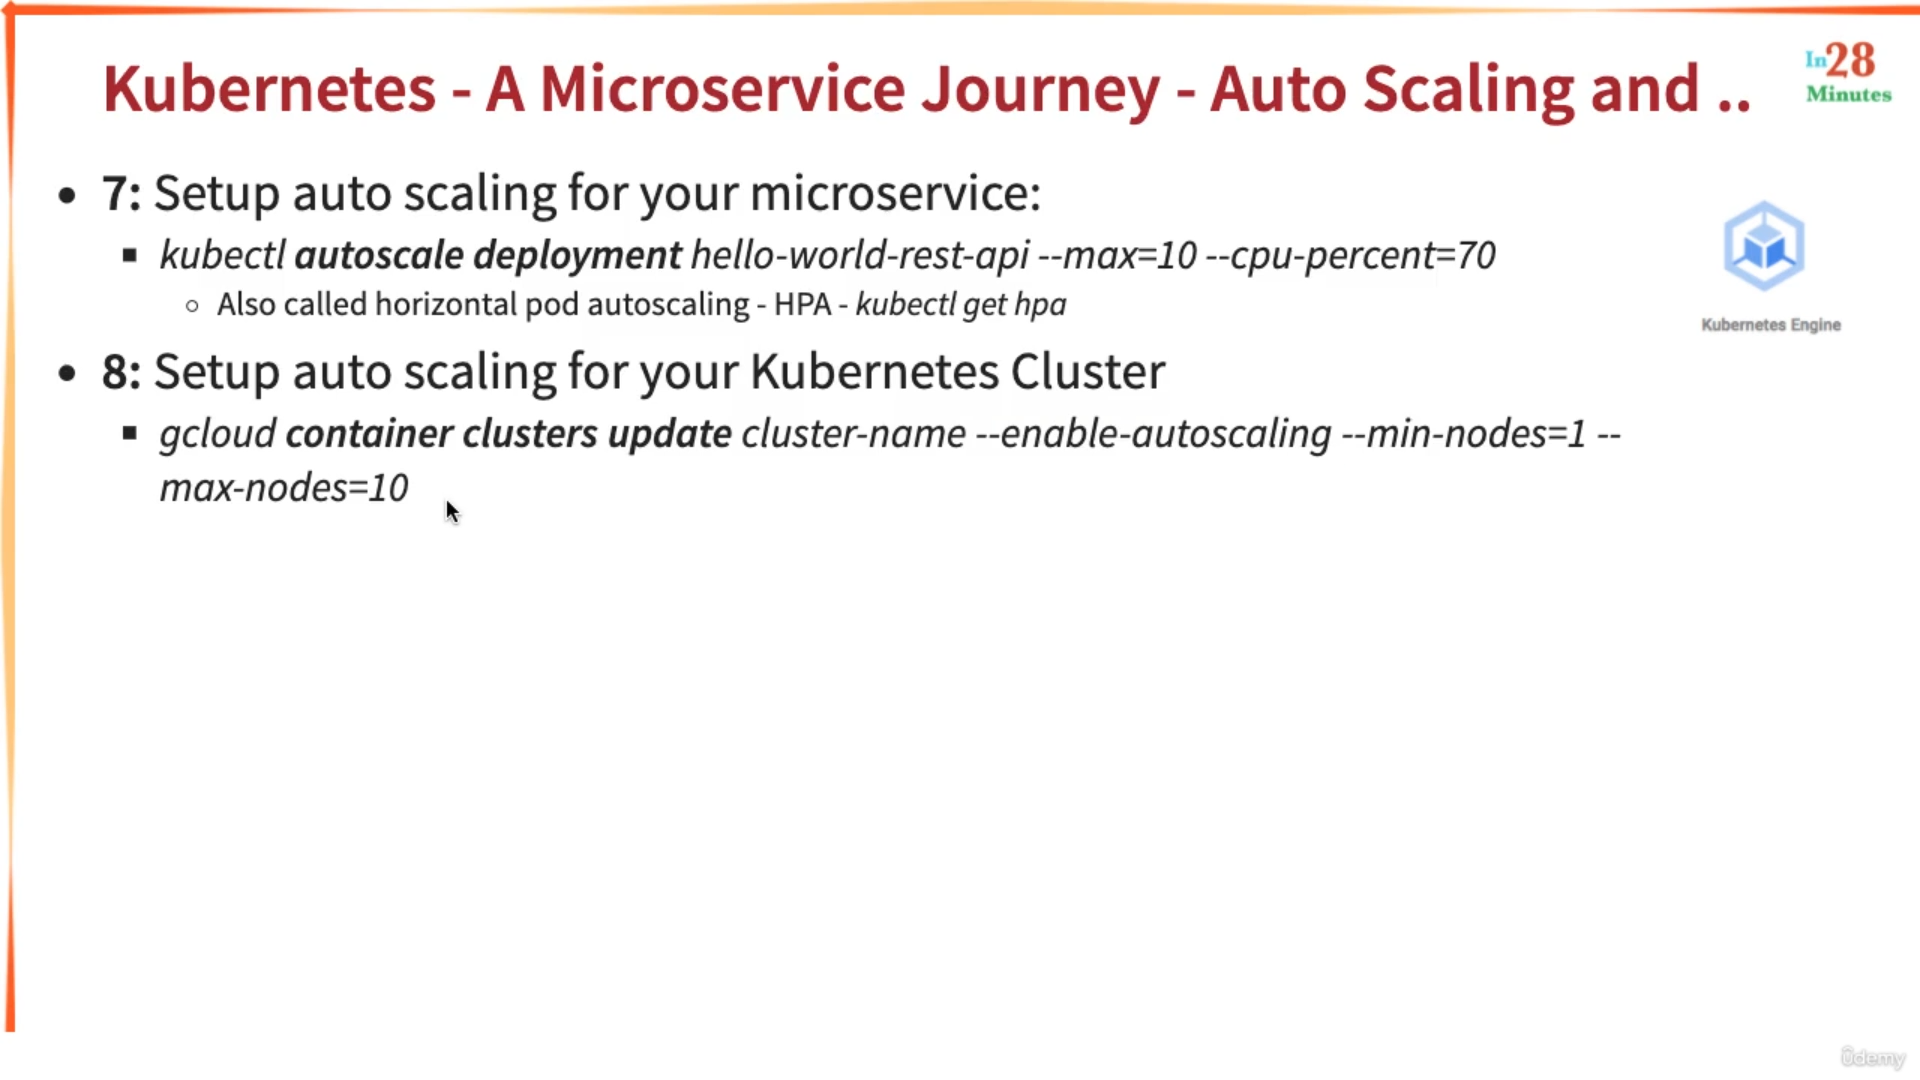 Kubernetes - A Microservice Journey - Auto Scaling and ..
In28
Minutes
• 7: Setup auto scaling for your microservice:
▪ kubectl autoscale deployment hello-world-rest-api --max=10 --cpu-percent=70
○ Also called horizontal pod autoscaling - HPA - kubectl get hpa
Kubernetes Engine
• 8: Setup auto scaling for your Kubernetes Cluster
▪ gcloud container clusters update cluster-name --enable-autoscaling --min-nodes=1 --
max-nodes=10
ûdemy